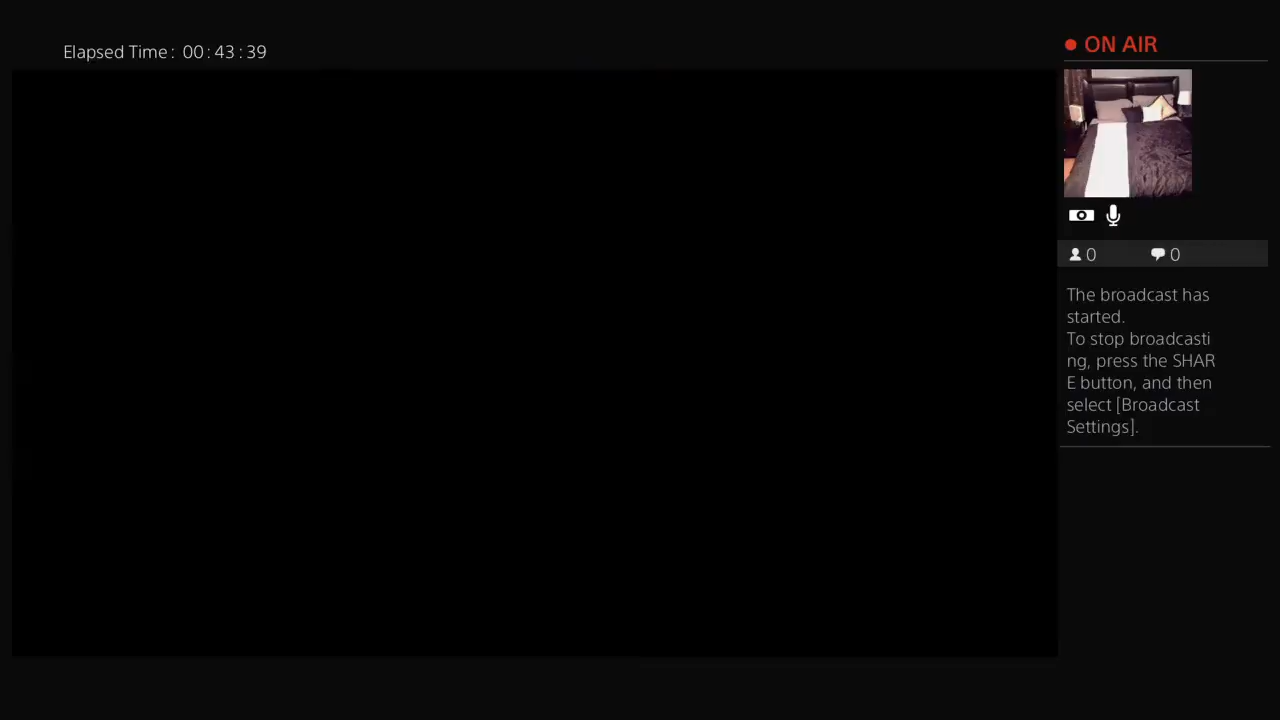 Elapsed Time: 00:43:39
ON AIR
0 0
The broadcast has
started.
To stop broadcasti
ng, press the SHAR
E button, and then
select [Broadcast
Settings].